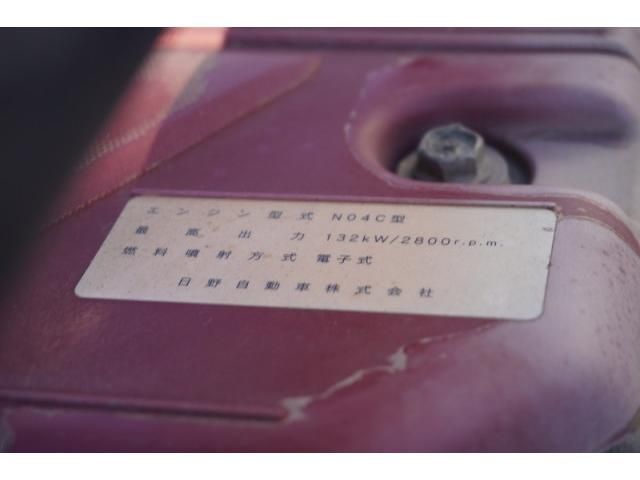 エンジン型式 N04C型
最高出力 132kW/2800r.p.m.
燃料噴射方式 電子式
日野自動車株式会社